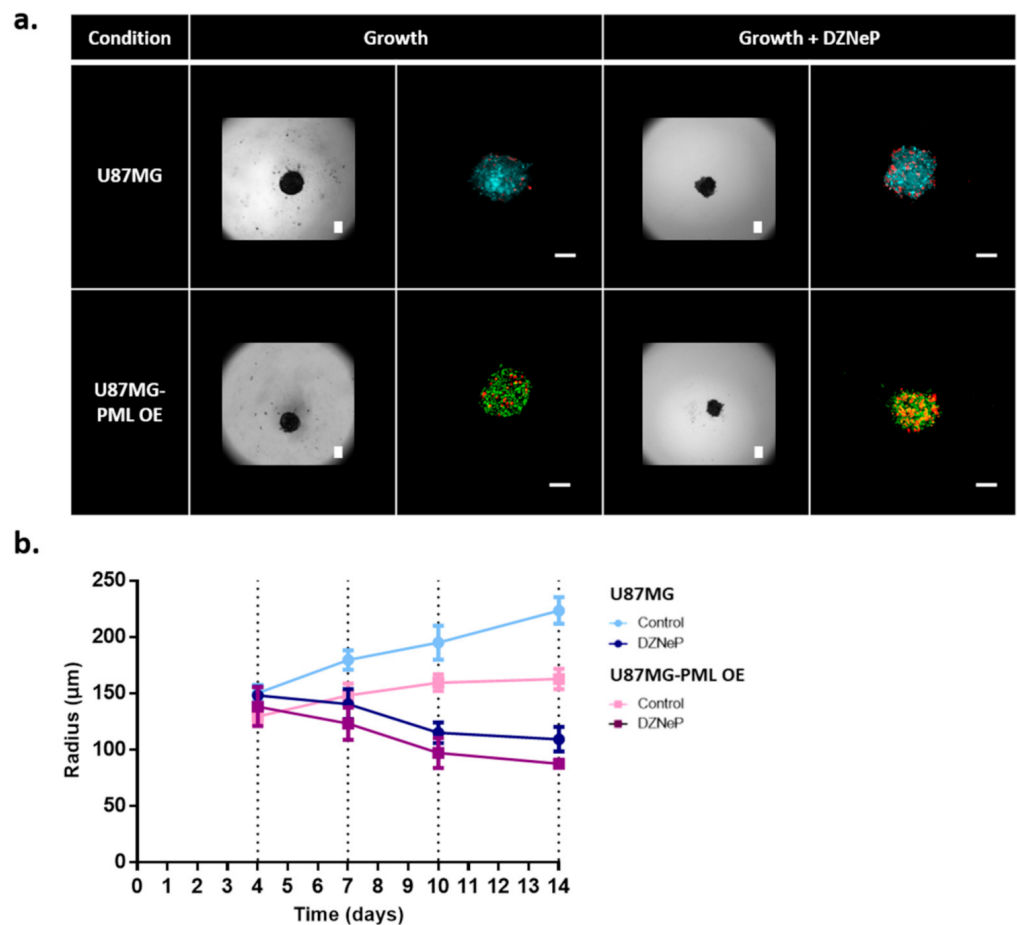 a.
Condition Growth Growth + DZNeP
U87MG
U87MG-
PML OE
b.
250
200
150
100
50
0
Radius (μm)
0 1 2 3 4 5 6 7 8 9 10 11 12 13 14
Time (days)
U87MG
Control
DZNeP
U87MG-PML OE
Control
DZNeP